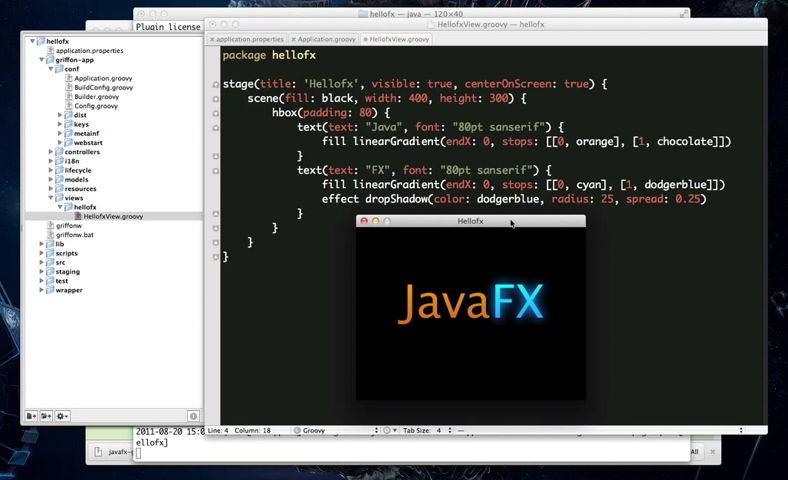 hellofx — java — 120×40
Plugin license
HellofxView.groovy — hellofx
hellofx
application.properties
griffon-app
conf
Application.groovy
BuildConfig.groovy
Builder.groovy
Config.groovy
dist
keys
metainf
webstart
controllers
i18n
lifecycle
models
resources
views
hellofx
HellofxView.groovy
griffonw
griffonw.bat
lib
scripts
src
staging
test
wrapper
application.properties
Application.groovy
HellofxView.groovy
package hellofx
stage(title: 'Hellofx', visible: true, centerOnScreen: true) {
scene(fill: black, width: 400, height: 300) {
hbox(padding: 80) {
text(text: "Java", font: "80pt sanserif") {
fill linearGradient(endX: 0, stops: [[0, orange], [1, chocolate]])
}
text(text: "FX", font: "80pt sanserif") {
fill linearGradient(endX: 0, stops: [[0, cyan], [1, dodgerblue]])
effect dropShadow(color: dodgerblue, radius: 25, spread: 0.25)
}
}
}
}
Hellofx
JavaFX
Line: 4 Column: 18 Groovy Tab Size: 4 —
2011-08-20 15:0
ellofx]
javafx-
All